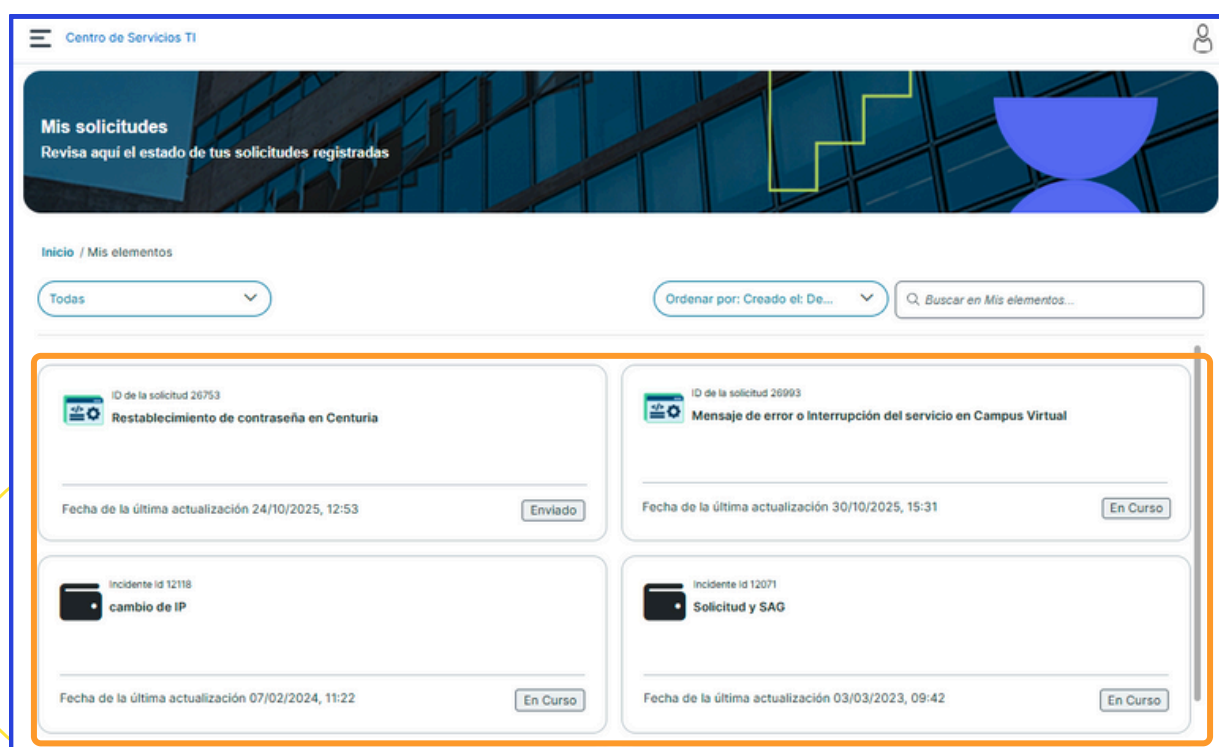 Centro de Servicios TI
Mis solicitudes
Revisa aquí el estado de tus solicitudes registradas
Inicio / Mis elementos
Todas
Ordenar por: Creado el: De...
Buscar en Mis elementos...
ID de la solicitud 26753
Restablecimiento de contraseña en Centuria
Fecha de la última actualización 24/10/2025, 12:53
Enviado
ID de la solicitud 26993
Mensaje de error o Interrupción del servicio en Campus Virtual
Fecha de la última actualización 30/10/2025, 15:31
En Curso
Incidente Id 12118
cambio de IP
Fecha de la última actualización 07/02/2024, 11:22
En Curso
Incidente Id 12071
Solicitud y SAG
Fecha de la última actualización 03/03/2023, 09:42
En Curso